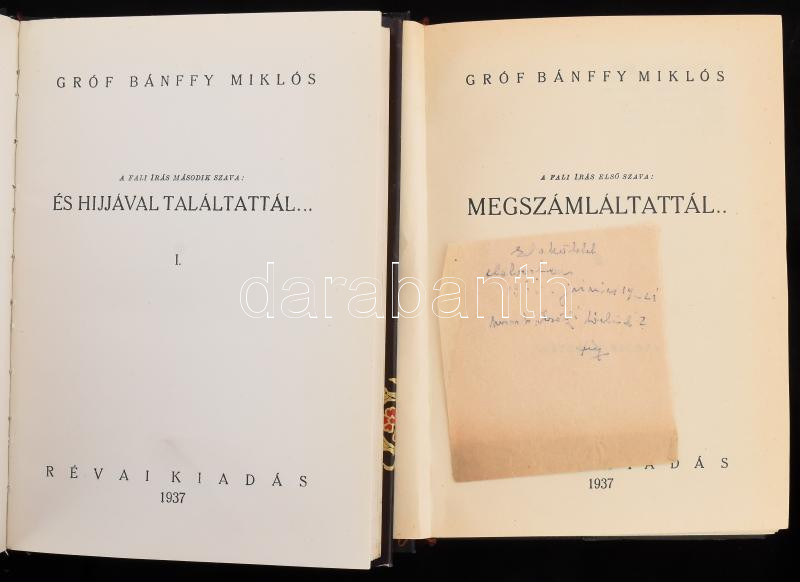 GRÓF BÁNFFY MIKLÓS
A FALI ÍRÁS MÁSODIK SZAVA:
ÉS HIJJÁVAL TALÁLTATTÁL...
I.
RÉVAI KIADÁS
1937
GRÓF BÁNFFY MIKLÓS
A FALI ÍRÁS ELSŐ SZAVA:
MEGSZÁMLÁLTATTÁL..
IADÁS
1937
darabanth